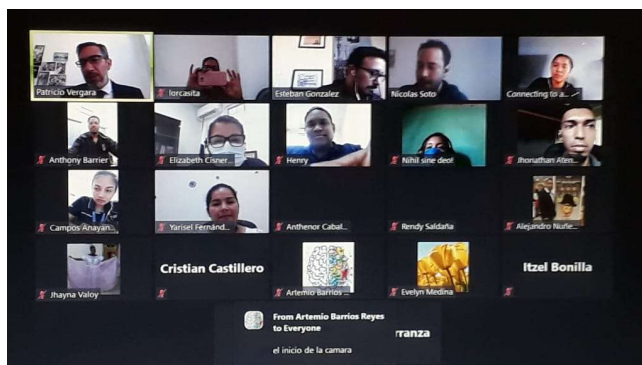 Patricio Vergara
lorcasita
Esteban Gonzalez
Nicolas Soto
Connecting to a...
Anthony Barrier...
Elizabeth Cisner...
Henry
Nihil sine deo!
Jhonathan Aten...
Campos Anayan...
Yarisel Fernánd...
Anthenor Cabal...
Rendy Saldaña
Alejandro Nuñe...
Jhayna Valoy
Cristian Castillero
Artemio Barrios ...
Evelyn Medina
Itzel Bonilla
From Artemio Barrios Reyes
to Everyone
rranza
el inicio de la camara